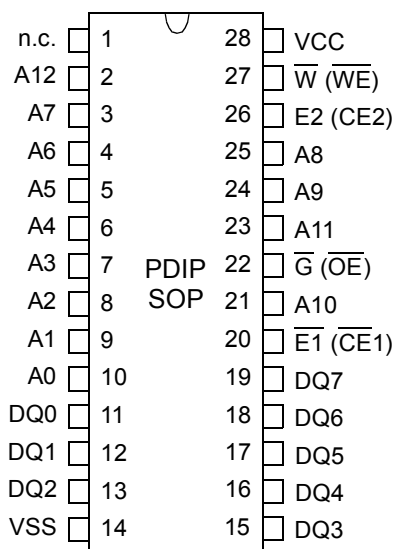 n.c. 1 28 VCC
A12 2 27 W (WE)
A7 3 26 E2 (CE2)
A6 4 25 A8
A5 5 24 A9
A4 6 23 A11
A3 7 PDIP 22 G (OE)
A2 8 SOP 21 A10
A1 9 20 E1 (CE1)
A0 10 19 DQ7
DQ0 11 18 DQ6
DQ1 12 17 DQ5
DQ2 13 16 DQ4
VSS 14 15 DQ3